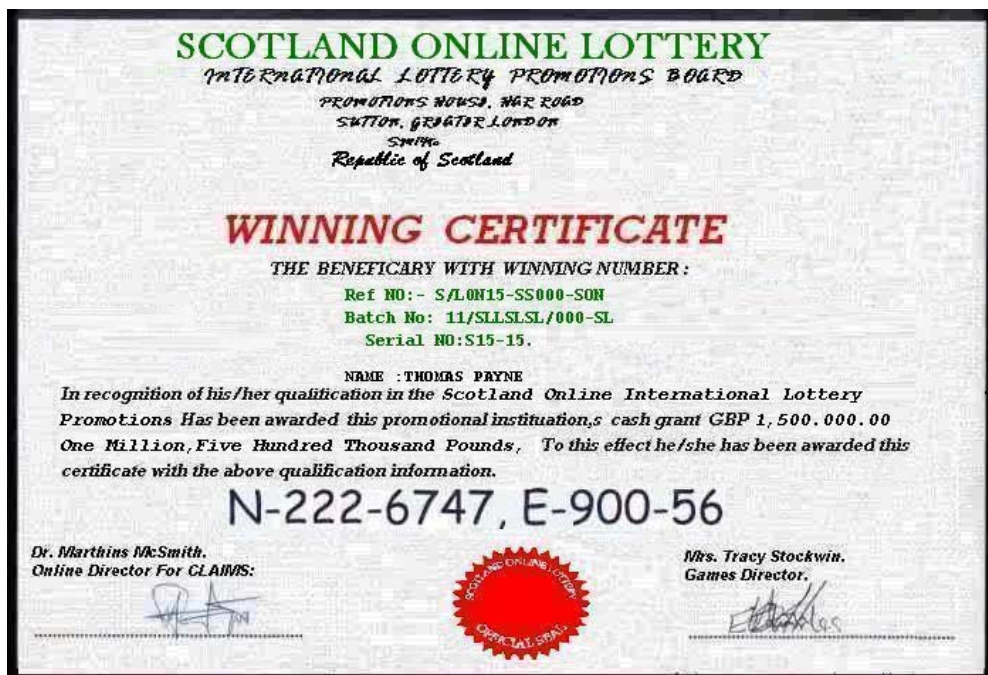 SCOTLAND ONLINE LOTTERY
INTERNATIONAL LOTTERY PROMOTIONS BOARD
PROMOTIONS HOUSE, NGR ROAD
SUTTON, GREATER LONDON
Republic of Scotland
WINNING CERTIFICATE
THE BENEFICARY WITH WINNING NUMBER :
Ref NO:- S/L0N15-SS000-SON
Batch No: 11/SLLSLSL/000-SL
Serial NO:S15-15.
NAME :THOMAS PAYNE
In recognition of his/her qualification in the Scotland Online International Lottery
Promotions Has been awarded this promotional instituation,s cash grant GBP 1,500.000.00
One Million,Five Hundred Thousand Pounds, To this effect he/she has been awarded this
certificate with the above qualification information.
N-222-6747, E-900-56
Dr. Marthins McSmith.
Online Director For CLAIMS:
SCOTLAND ONLINE LOTTERY
OFFICIAL SEAL
Mrs. Tracy Stockwin.
Games Director.